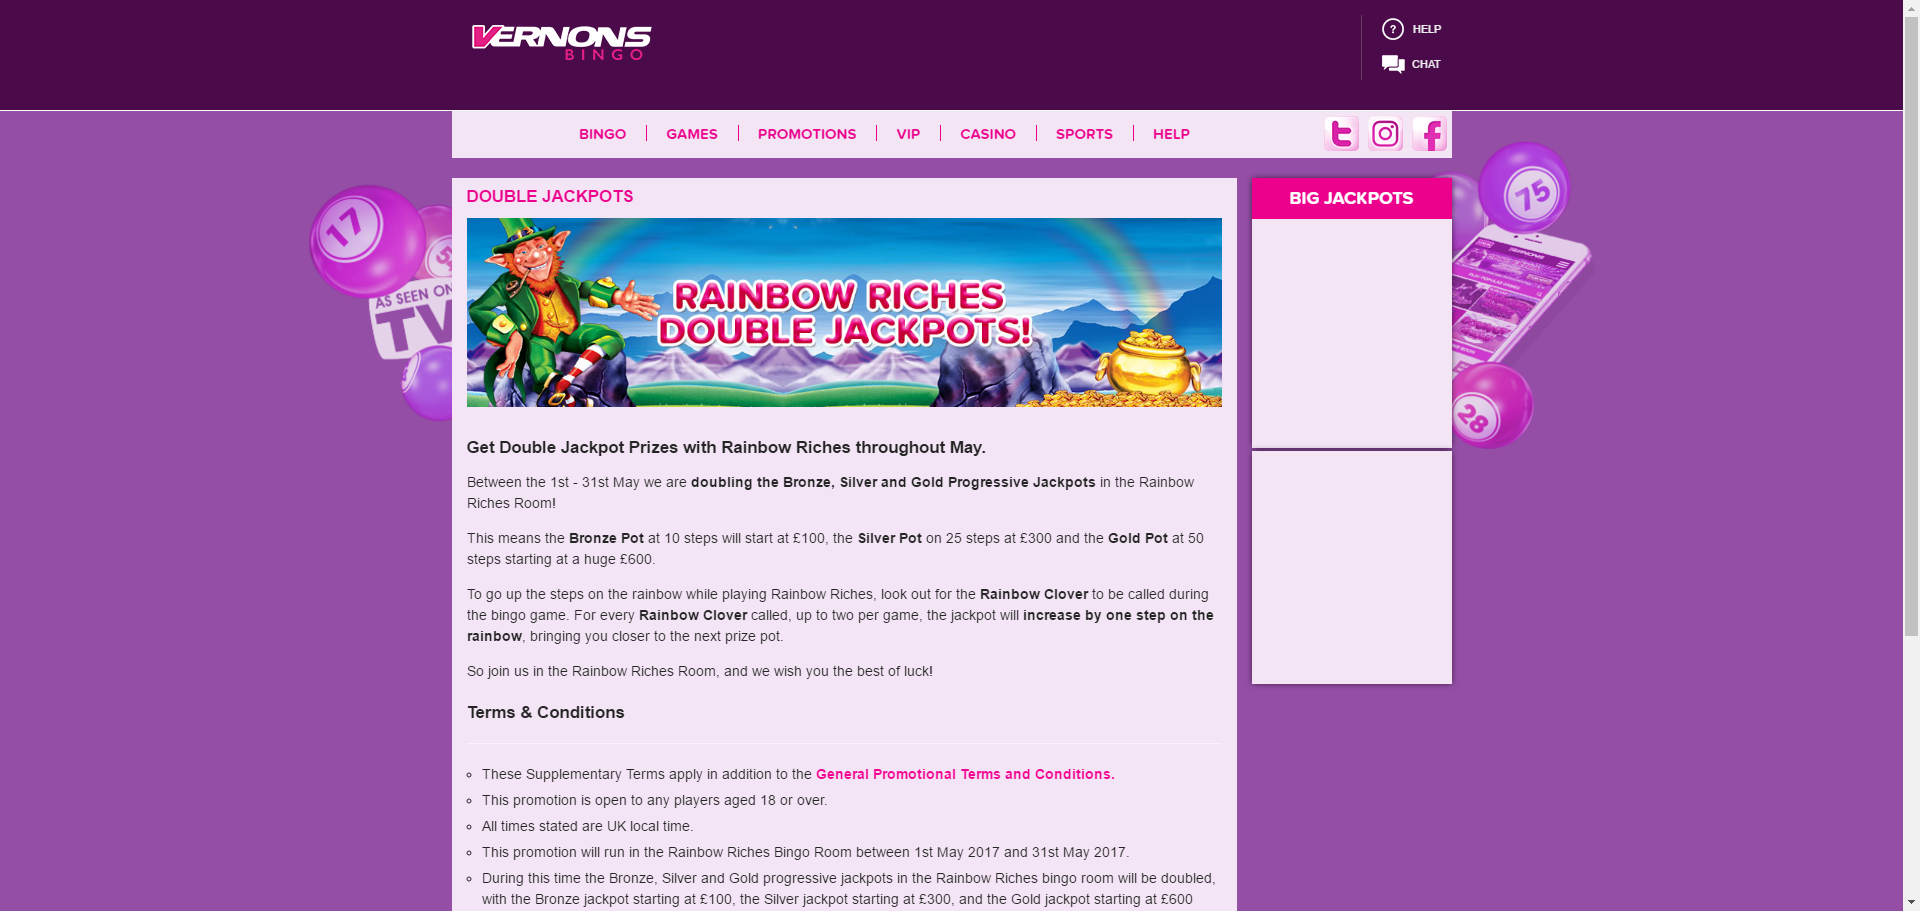 VERNONS
BINGO
? HELP
CHAT
BINGO
GAMES
PROMOTIONS
VIP
CASINO
SPORTS
HELP
17
AS SEEN ON
TV
75
28
DOUBLE JACKPOTS
BIG JACKPOTS
RAINBOW RICHES
DOUBLE JACKPOTS!
Get Double Jackpot Prizes with Rainbow Riches throughout May.
Between the 1st - 31st May we are doubling the Bronze, Silver and Gold Progressive Jackpots in the Rainbow
Riches Room!
This means the Bronze Pot at 10 steps will start at £100, the Silver Pot on 25 steps at £300 and the Gold Pot at 50
steps starting at a huge £600.
To go up the steps on the rainbow while playing Rainbow Riches, look out for the Rainbow Clover to be called during
the bingo game. For every Rainbow Clover called, up to two per game, the jackpot will increase by one step on the
rainbow, bringing you closer to the next prize pot.
So join us in the Rainbow Riches Room, and we wish you the best of luck!
Terms & Conditions
These Supplementary Terms apply in addition to the General Promotional Terms and Conditions.
This promotion is open to any players aged 18 or over.
All times stated are UK local time.
This promotion will run in the Rainbow Riches Bingo Room between 1st May 2017 and 31st May 2017.
During this time the Bronze, Silver and Gold progressive jackpots in the Rainbow Riches bingo room will be doubled,
with the Bronze jackpot starting at £100, the Silver jackpot starting at £300, and the Gold jackpot starting at £600